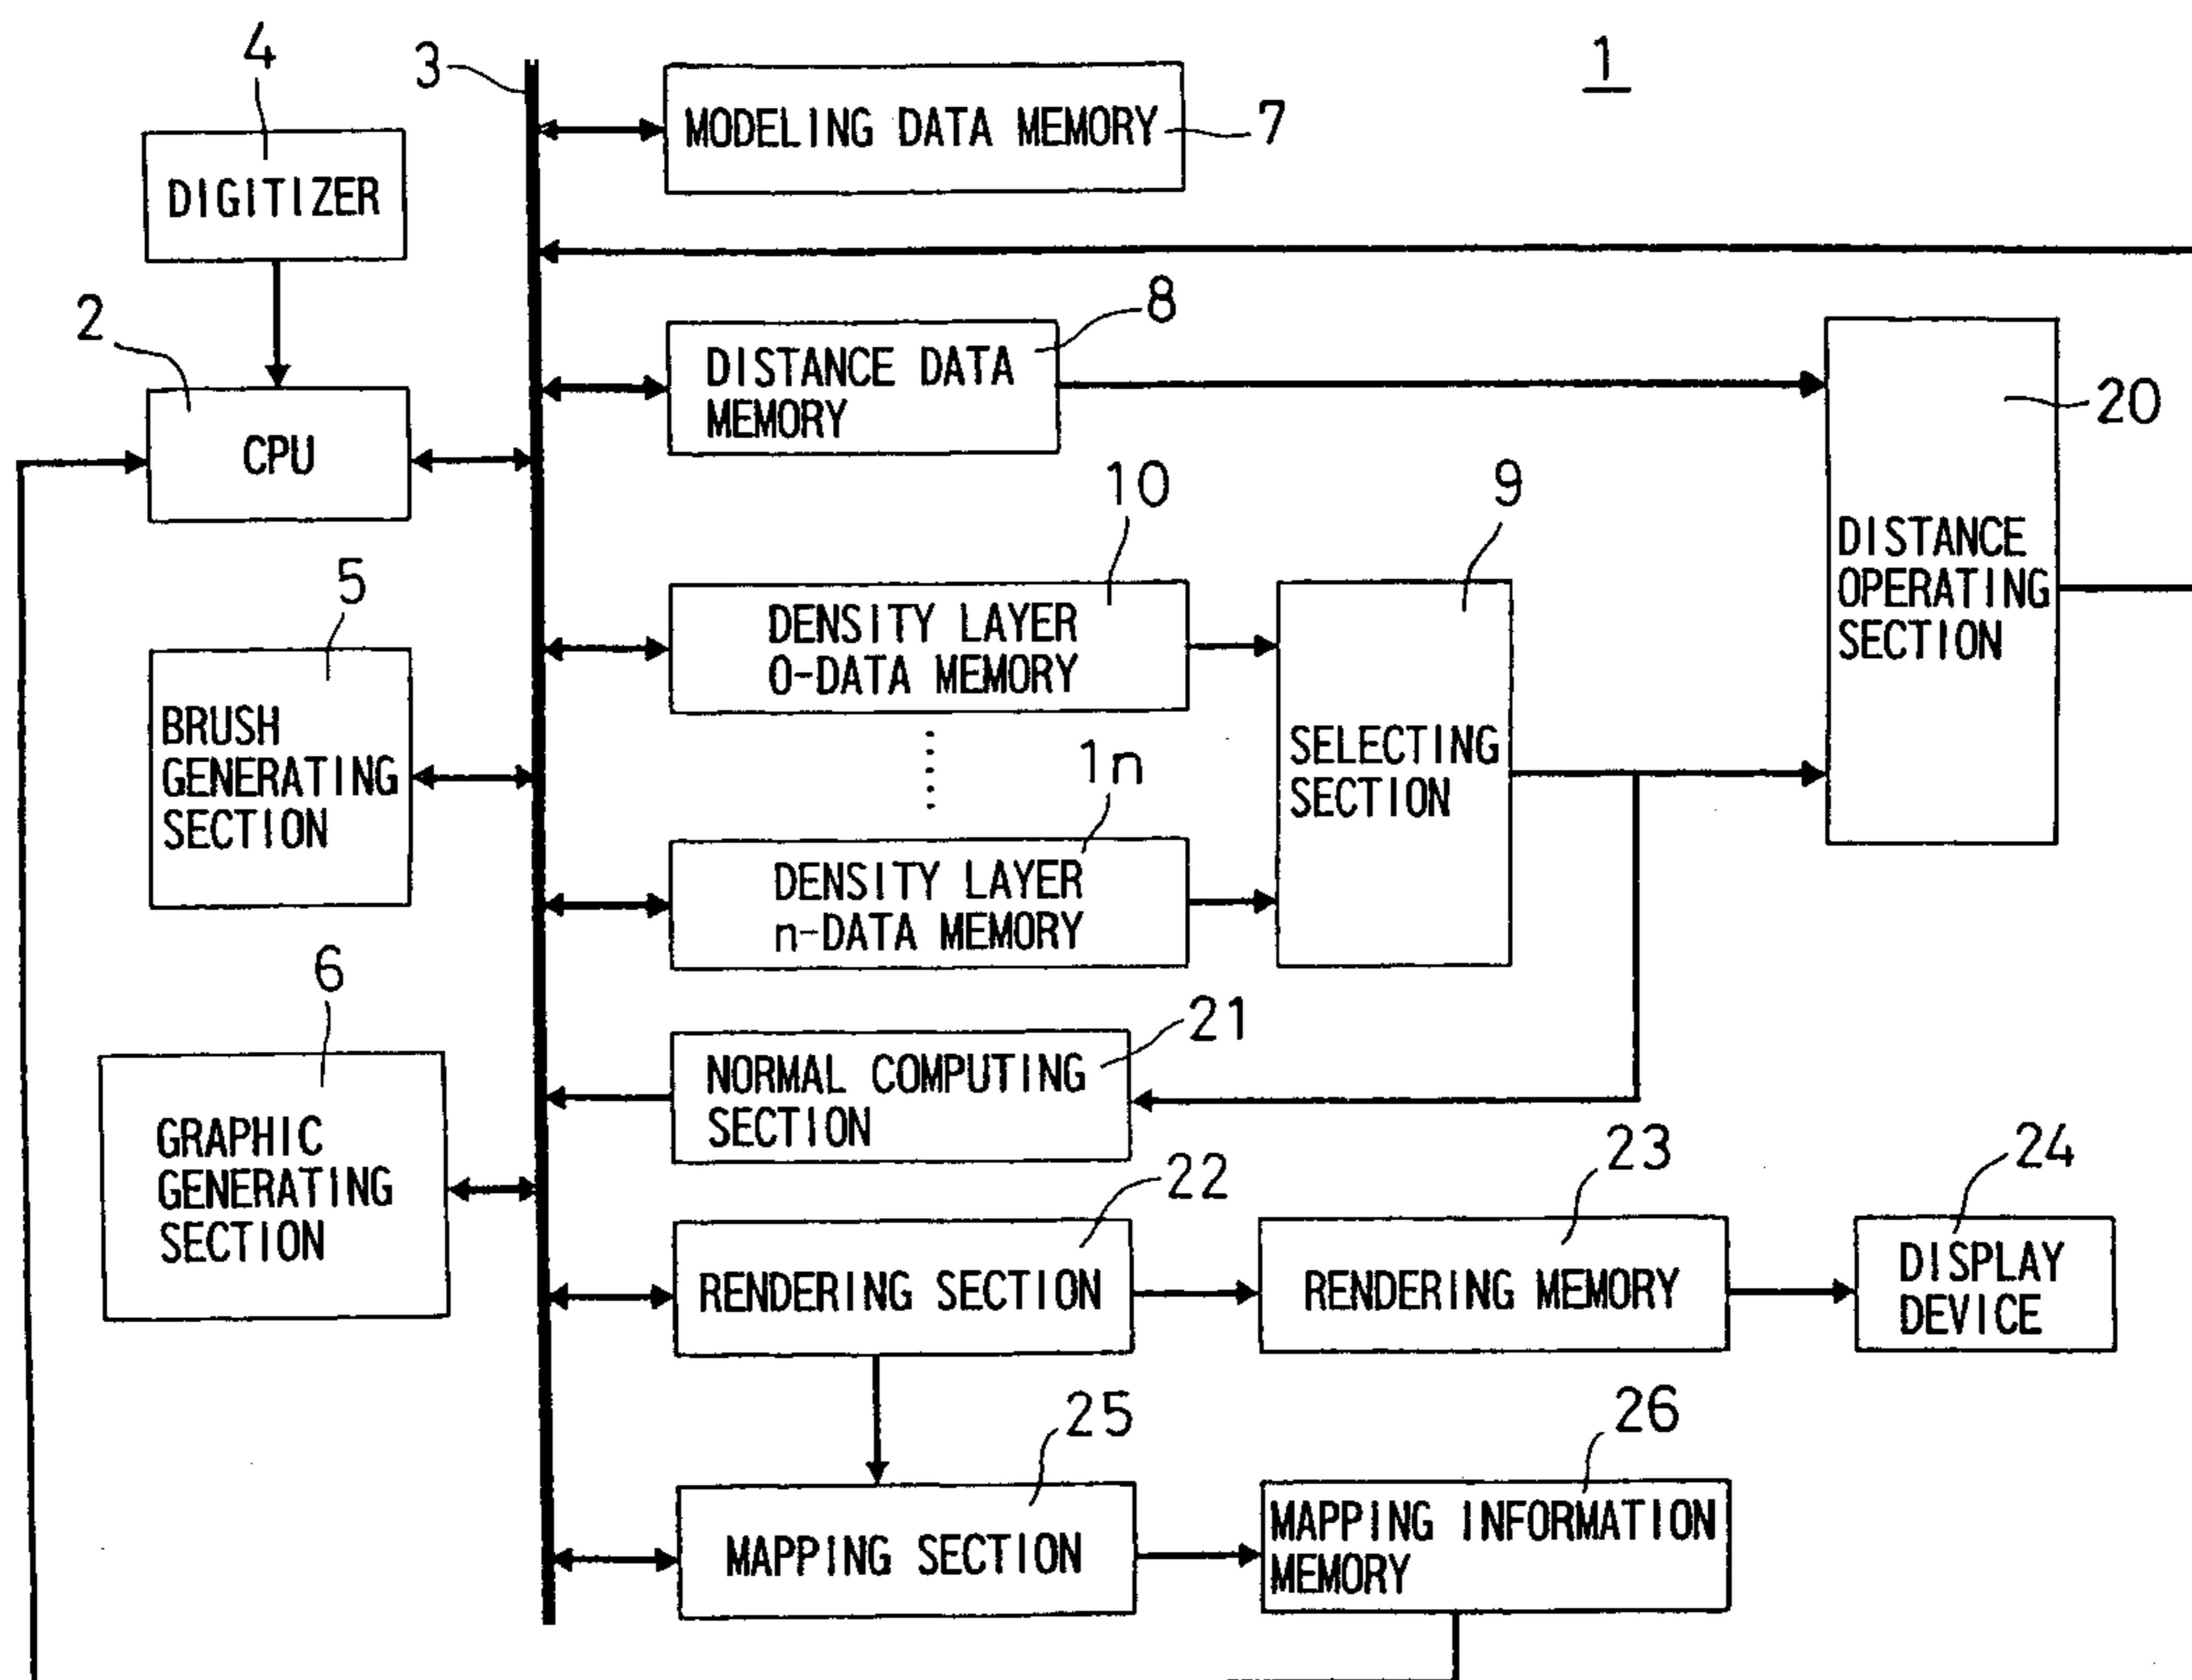 1
4
3
DIGITIZER
MODELING DATA MEMORY
7
2
CPU
8
DISTANCE DATA
MEMORY
20
DISTANCE
OPERATING
SECTION
10
DENSITY LAYER
0-DATA MEMORY
9
SELECTING
SECTION
5
BRUSH
GENERATING
SECTION
1n
DENSITY LAYER
n-DATA MEMORY
6
GRAPHIC
GENERATING
SECTION
21
NORMAL COMPUTING
SECTION
22
RENDERING SECTION
23
RENDERING MEMORY
24
DISPLAY
DEVICE
25
MAPPING SECTION
26
MAPPING INFORMATION
MEMORY